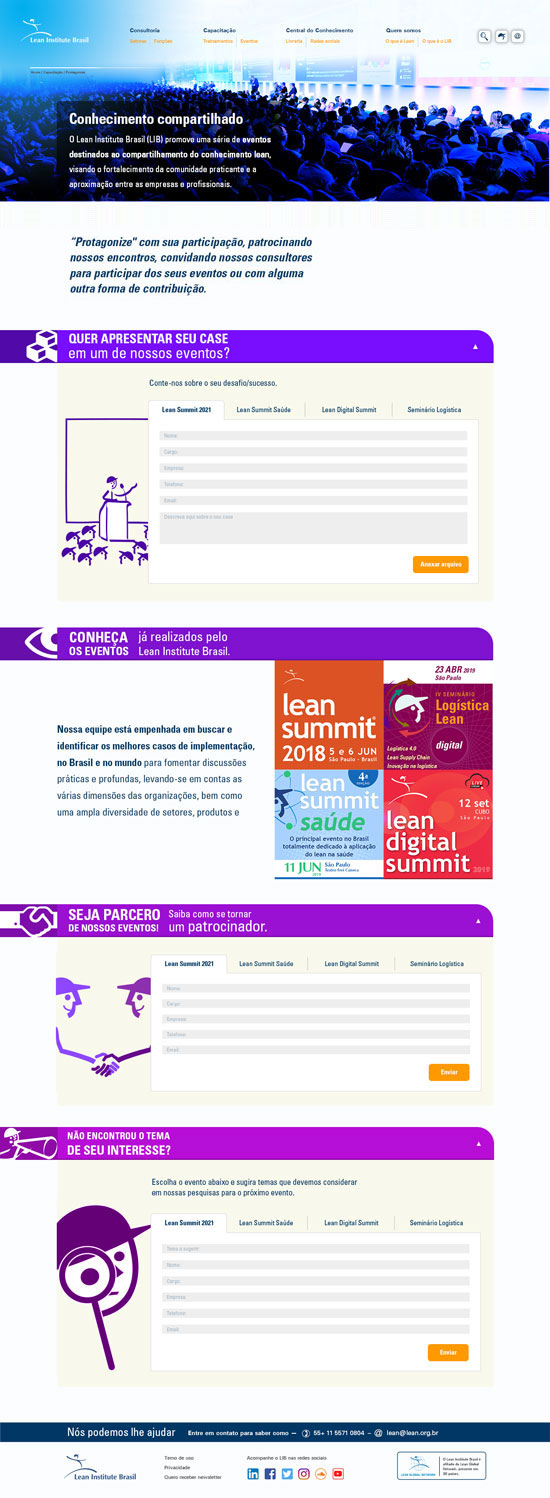 Lean Institute Brasil
Consultoria
Setores | Funções
Capacitação
Treinamentos | Eventos
Central do Conhecimento
Livraria | Redes sociais
Quem somos
O que é Lean | O que é o LIB
Home | Capacitação | Protagonize
Conhecimento compartilhado
O Lean Institute Brasil (LIB) promove uma série de eventos
destinados ao compartilhamento do conhecimento lean,
visando o fortalecimento da comunidade praticante e a
aproximação entre as empresas e profissionais.
“Protagonize" com sua participação, patrocinando
nossos encontros, convidando nossos consultores
para participar dos seus eventos ou com alguma
outra forma de contribuição.
QUER APRESENTAR SEU CASE
em um de nossos eventos?
Conte-nos sobre o seu desafio/sucesso.
Lean Summit 2021
Lean Summit Saúde
Lean Digital Summit
Seminário Logística
Nome:
Cargo:
Empresa:
Telefone:
Email:
Descreva aqui sobre o seu case
Anexar arquivo
CONHEÇA já realizados pelo
OS EVENTOS Lean Institute Brasil.
Nossa equipe está empenhada em buscar e
identificar os melhores casos de implementação,
no Brasil e no mundo para fomentar discussões
práticas e profundas, levando-se em contas as
várias dimensões das organizações, bem como
uma ampla diversidade de setores, produtos e
lean
summit
2018 5 e 6 JUN
São Paulo - Brasil
23 ABR 2019
São Paulo
IV SEMINÁRIO
Logística
Lean
digital
Logística 4.0
Lean Supply Chain
Inovação na logística
4ª
EDIÇÃO
lean
summit
saúde
O principal evento no Brasil
totalmente dedicado à aplicação
do lean na saúde
11 JUN
2019
São Paulo
Teatro Frei Caneca
LIVE
12 set
CUBO
São Paulo
lean
digital
summit 2019
SEJA PARCERO Saiba como se tornar
DE NOSSOS EVENTOS! um patrocinador.
Lean Summit 2021
Lean Summit Saúde
Lean Digital Summit
Seminário Logística
Nome:
Cargo:
Empresa:
Telefone:
Email:
Enviar
NÃO ENCONTROU O TEMA
DE SEU INTERESSE?
Escolha o evento abaixo e sugira temas que devemos considerar
em nossas pesquisas para o próximo evento.
Lean Summit 2021
Lean Summit Saúde
Lean Digital Summit
Seminário Logística
Tema a sugerir:
Nome:
Cargo:
Empresa:
Telefone:
Email:
Enviar
Nós podemos lhe ajudar Entre em contato para saber como — 55+ 11 5571 0804 – @ lean@lean.org.br
Lean Institute Brasil
Termo de uso
Privacidade
Quero receber newsletter
Acompanhe o LIB nas redes sociais
LEAN GLOBAL NETWORK
O Lean Institute Brasil é
afiliado da Lean Global
Network, presente em